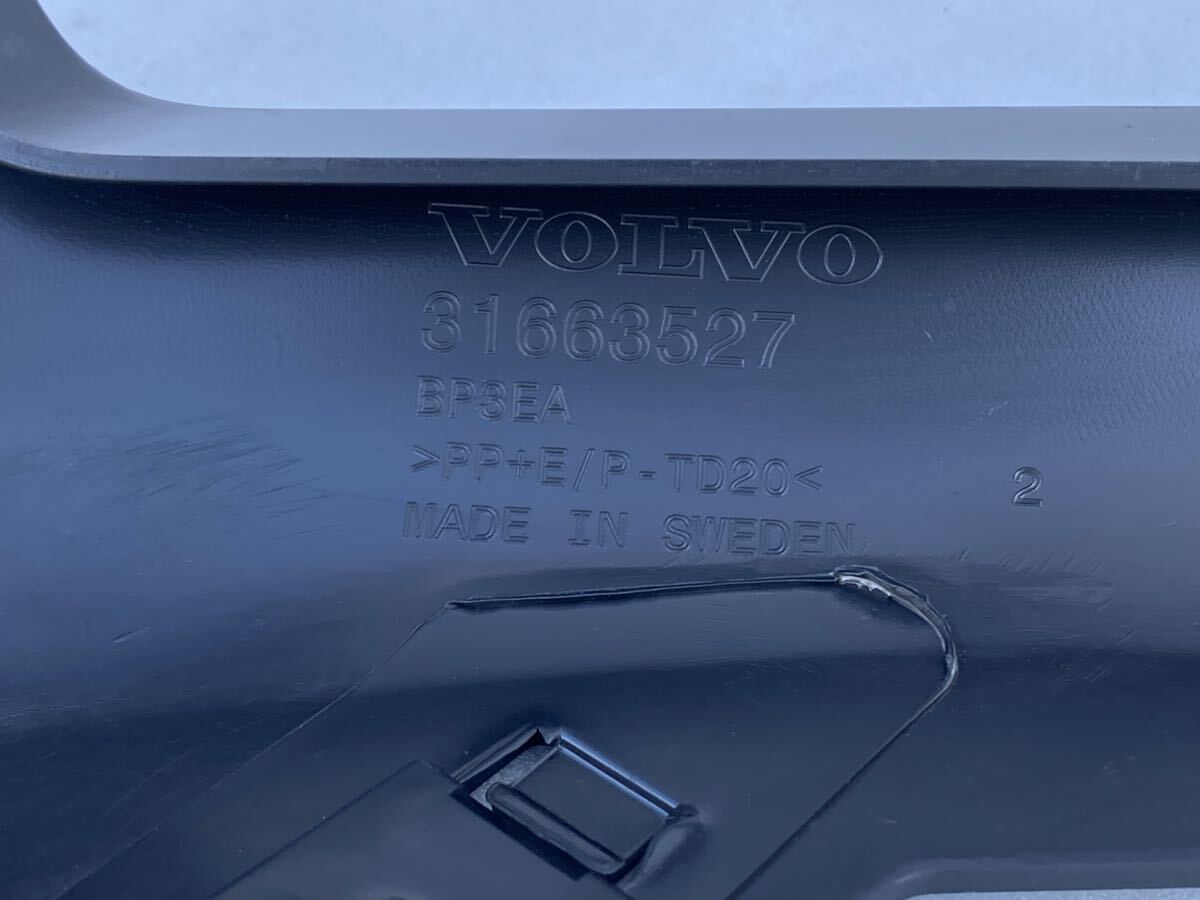 VOLVO
31663527
BP3EA
>PP+E/P-TD20<
2
MADE IN SWEDEN